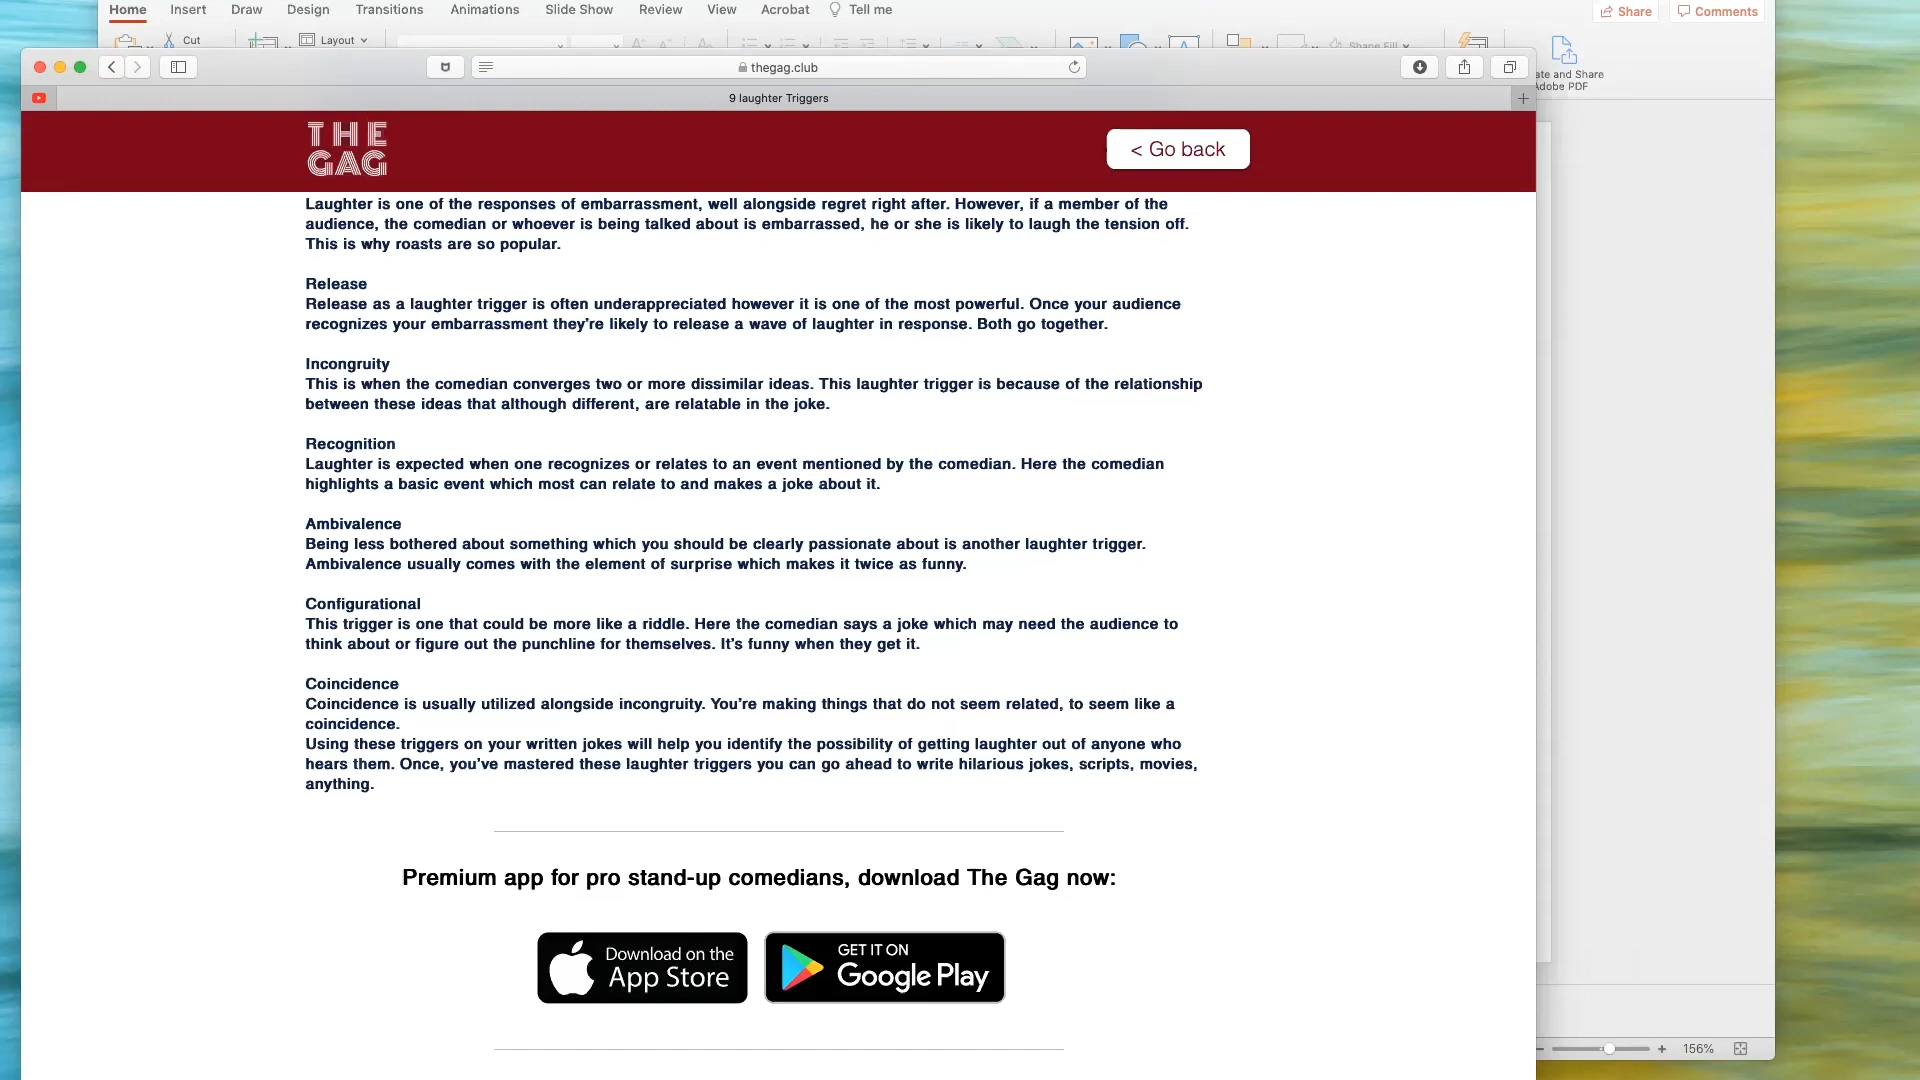 Home Insert Draw Design Transitions Animations Slide Show Review View Acrobat Tell me Share Comments
Cut Layout Shape Fill
thegag.club
ate and Share
Adobe PDF
9 laughter Triggers
THE
GAG
< Go back
Laughter is one of the responses of embarrassment, well alongside regret right after. However, if a member of the
audience, the comedian or whoever is being talked about is embarrassed, he or she is likely to laugh the tension off.
This is why roasts are so popular.
Release
Release as a laughter trigger is often underappreciated however it is one of the most powerful. Once your audience
recognizes your embarrassment they're likely to release a wave of laughter in response. Both go together.
Incongruity
This is when the comedian converges two or more dissimilar ideas. This laughter trigger is because of the relationship
between these ideas that although different, are relatable in the joke.
Recognition
Laughter is expected when one recognizes or relates to an event mentioned by the comedian. Here the comedian
highlights a basic event which most can relate to and makes a joke about it.
Ambivalence
Being less bothered about something which you should be clearly passionate about is another laughter trigger.
Ambivalence usually comes with the element of surprise which makes it twice as funny.
Configurational
This trigger is one that could be more like a riddle. Here the comedian says a joke which may need the audience to
think about or figure out the punchline for themselves. It's funny when they get it.
Coincidence
Coincidence is usually utilized alongside incongruity. You're making things that do not seem related, to seem like a
coincidence.
Using these triggers on your written jokes will help you identify the possibility of getting laughter out of anyone who
hears them. Once, you've mastered these laughter triggers you can go ahead to write hilarious jokes, scripts, movies,
anything.
Premium app for pro stand-up comedians, download The Gag now:
Download on the
App Store
GET IT ON
Google Play
156%